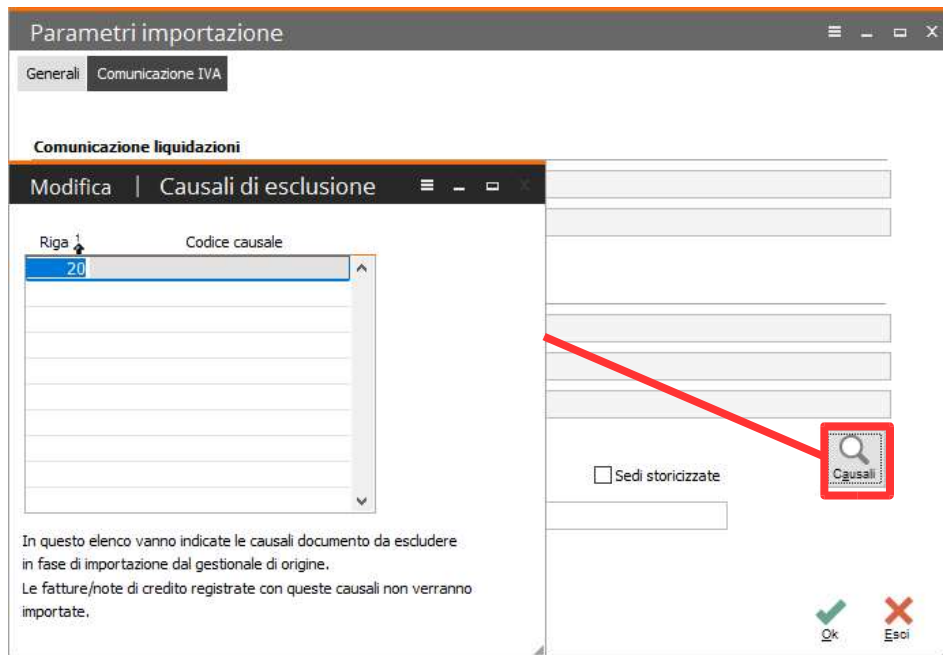 Parametri importazione
Generali Comunicazione IVA
Comunicazione liquidazioni
Modifica | Causali di esclusione
Riga 1 Codice causale
20
Sedi storicizzate
Causali
In questo elenco vanno indicate le causali documento da escludere
in fase di importazione dal gestionale di origine.
Le fatture/note di credito registrate con queste causali non verranno
importate.
Ok Esci